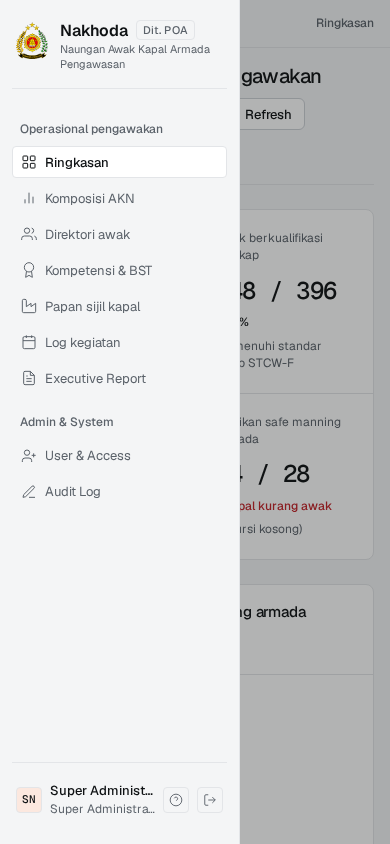 Nakhoda
Dit. POA
Naungan Awak Kapal Armada
Pengawasan
Operasional pengawakan
Ringkasan
Komposisi AKN
Direktori awak
Kompetensi & BST
Papan sijil kapal
Log kegiatan
Executive Report
Admin & System
User & Access
Audit Log
SN
Super Administ...
Super Administra...
Ringkasan
gawakan
Refresh
k berkualifikasi
kap
48 / 396
%
nenuhi standar
o STCW-F
ikan safe manning
ada
4 / 28
pal kurang awak
ursi kosong)
ng armada